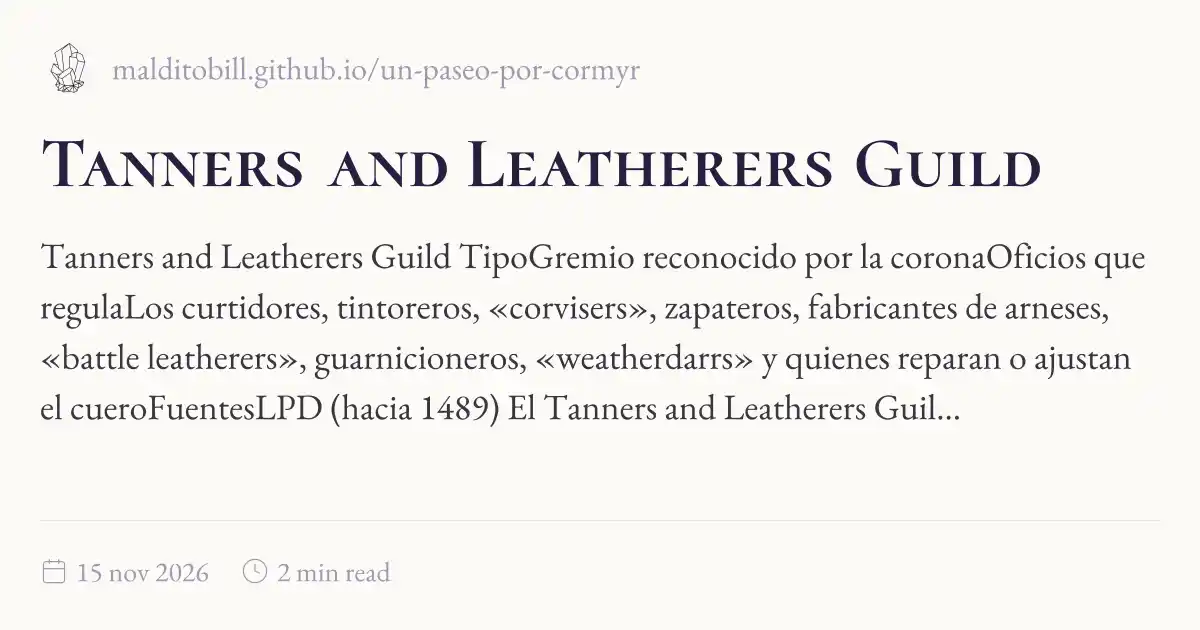 malditobill.github.io/un-paseo-por-cormyr
Tanners and Leatherers Guild
Tanners and Leatherers Guild TipoGremio reconocido por la coronaOficios que
regulaLos curtidores, tintoreros, «corvisers», zapateros, fabricantes de arneses,
«battle leatherers», guarnicioneros, «weatherdarrs» y quienes reparan o ajustan
el cueroFuentesLPD (hacia 1489) El Tanners and Leatherers Guil...
15 nov 2026 2 min read